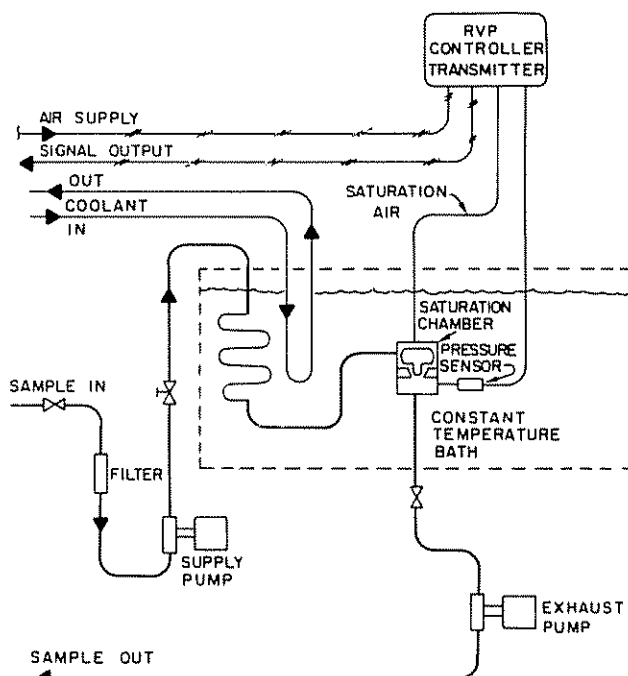 RVP
CONTROLLER
TRANSMITTER
AIR SUPPLY
SIGNAL OUTPUT
OUT
COOLANT
IN
SATURATION
AIR
SATURATION
CHAMBER
PRESSURE
SENSOR
SAMPLE IN
CONSTANT
TEMPERATURE
BATH
FILTER
SUPPLY
PUMP
EXHAUST
PUMP
SAMPLE OUT